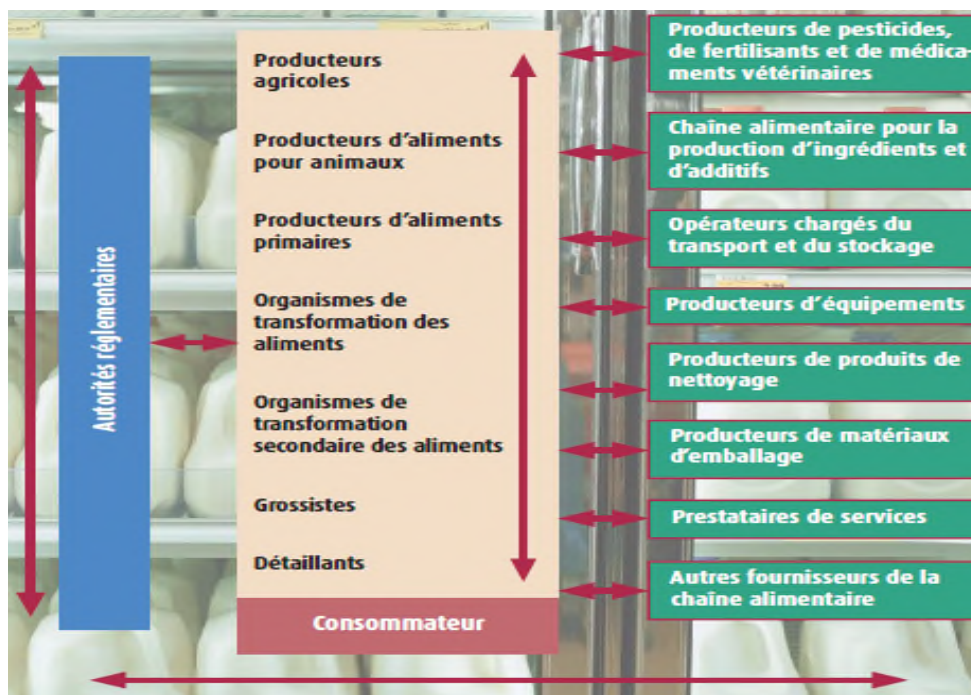 Autorités réglementaires
Producteurs
agricoles
Producteurs d'aliments
pour animaux
Producteurs d'aliments
primaires
Organismes de
transformation des
aliments
Organismes de
transformation
secondaire des aliments
Grossistes
Détaillants
Consommateur
Producteurs de pesticides,
de fertilisants et de médica-
ments vétérinaires
Chaîne alimentaire pour la
production d'ingrédients et
d'additifs
Opérateurs chargés du
transport et du stockage
Producteurs d'équipements
Producteurs de produits de
nettoyage
Producteurs de matériaux
d'emballage
Prestataires de services
Autres fournisseurs de la
chaîne alimentaire